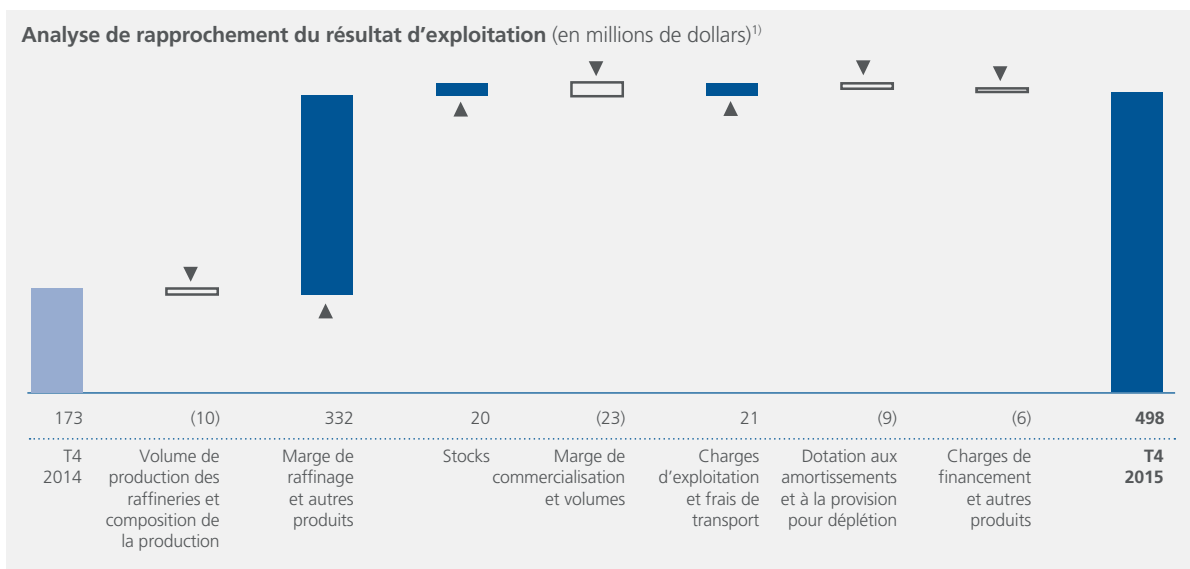 Analyse de rapprochement du résultat d'exploitation (en millions de dollars)1)
173 (10) 332 20 (23) 21 (9) (6) 498
T4
2014
Volume de
production des
raffineries et
composition de
la production
Marge de
raffinage
et autres
produits
Stocks
Marge de
commercialisation
et volumes
Charges
d'exploitation
et frais de
transport
Dotation aux
amortissements
et à la provision
pour déplétion
Charges de
financement
et autres
produits
T4
2015